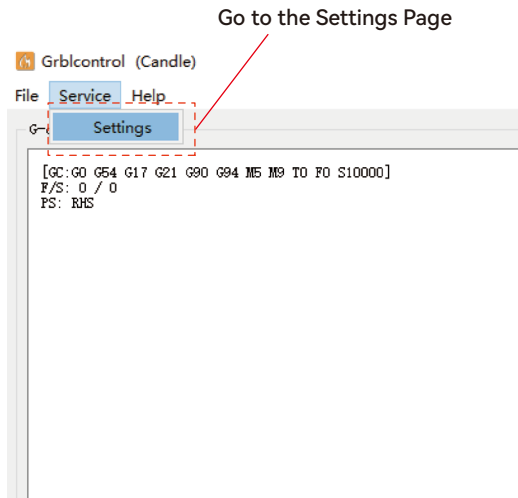 Go to the Settings Page
Grblcontrol (Candle)
File Service Help
Settings
[GC:G0 G54 G17 G21 G90 G94 M5 M9 T0 F0 S10000]
F/S: 0 / 0
PS: RHS